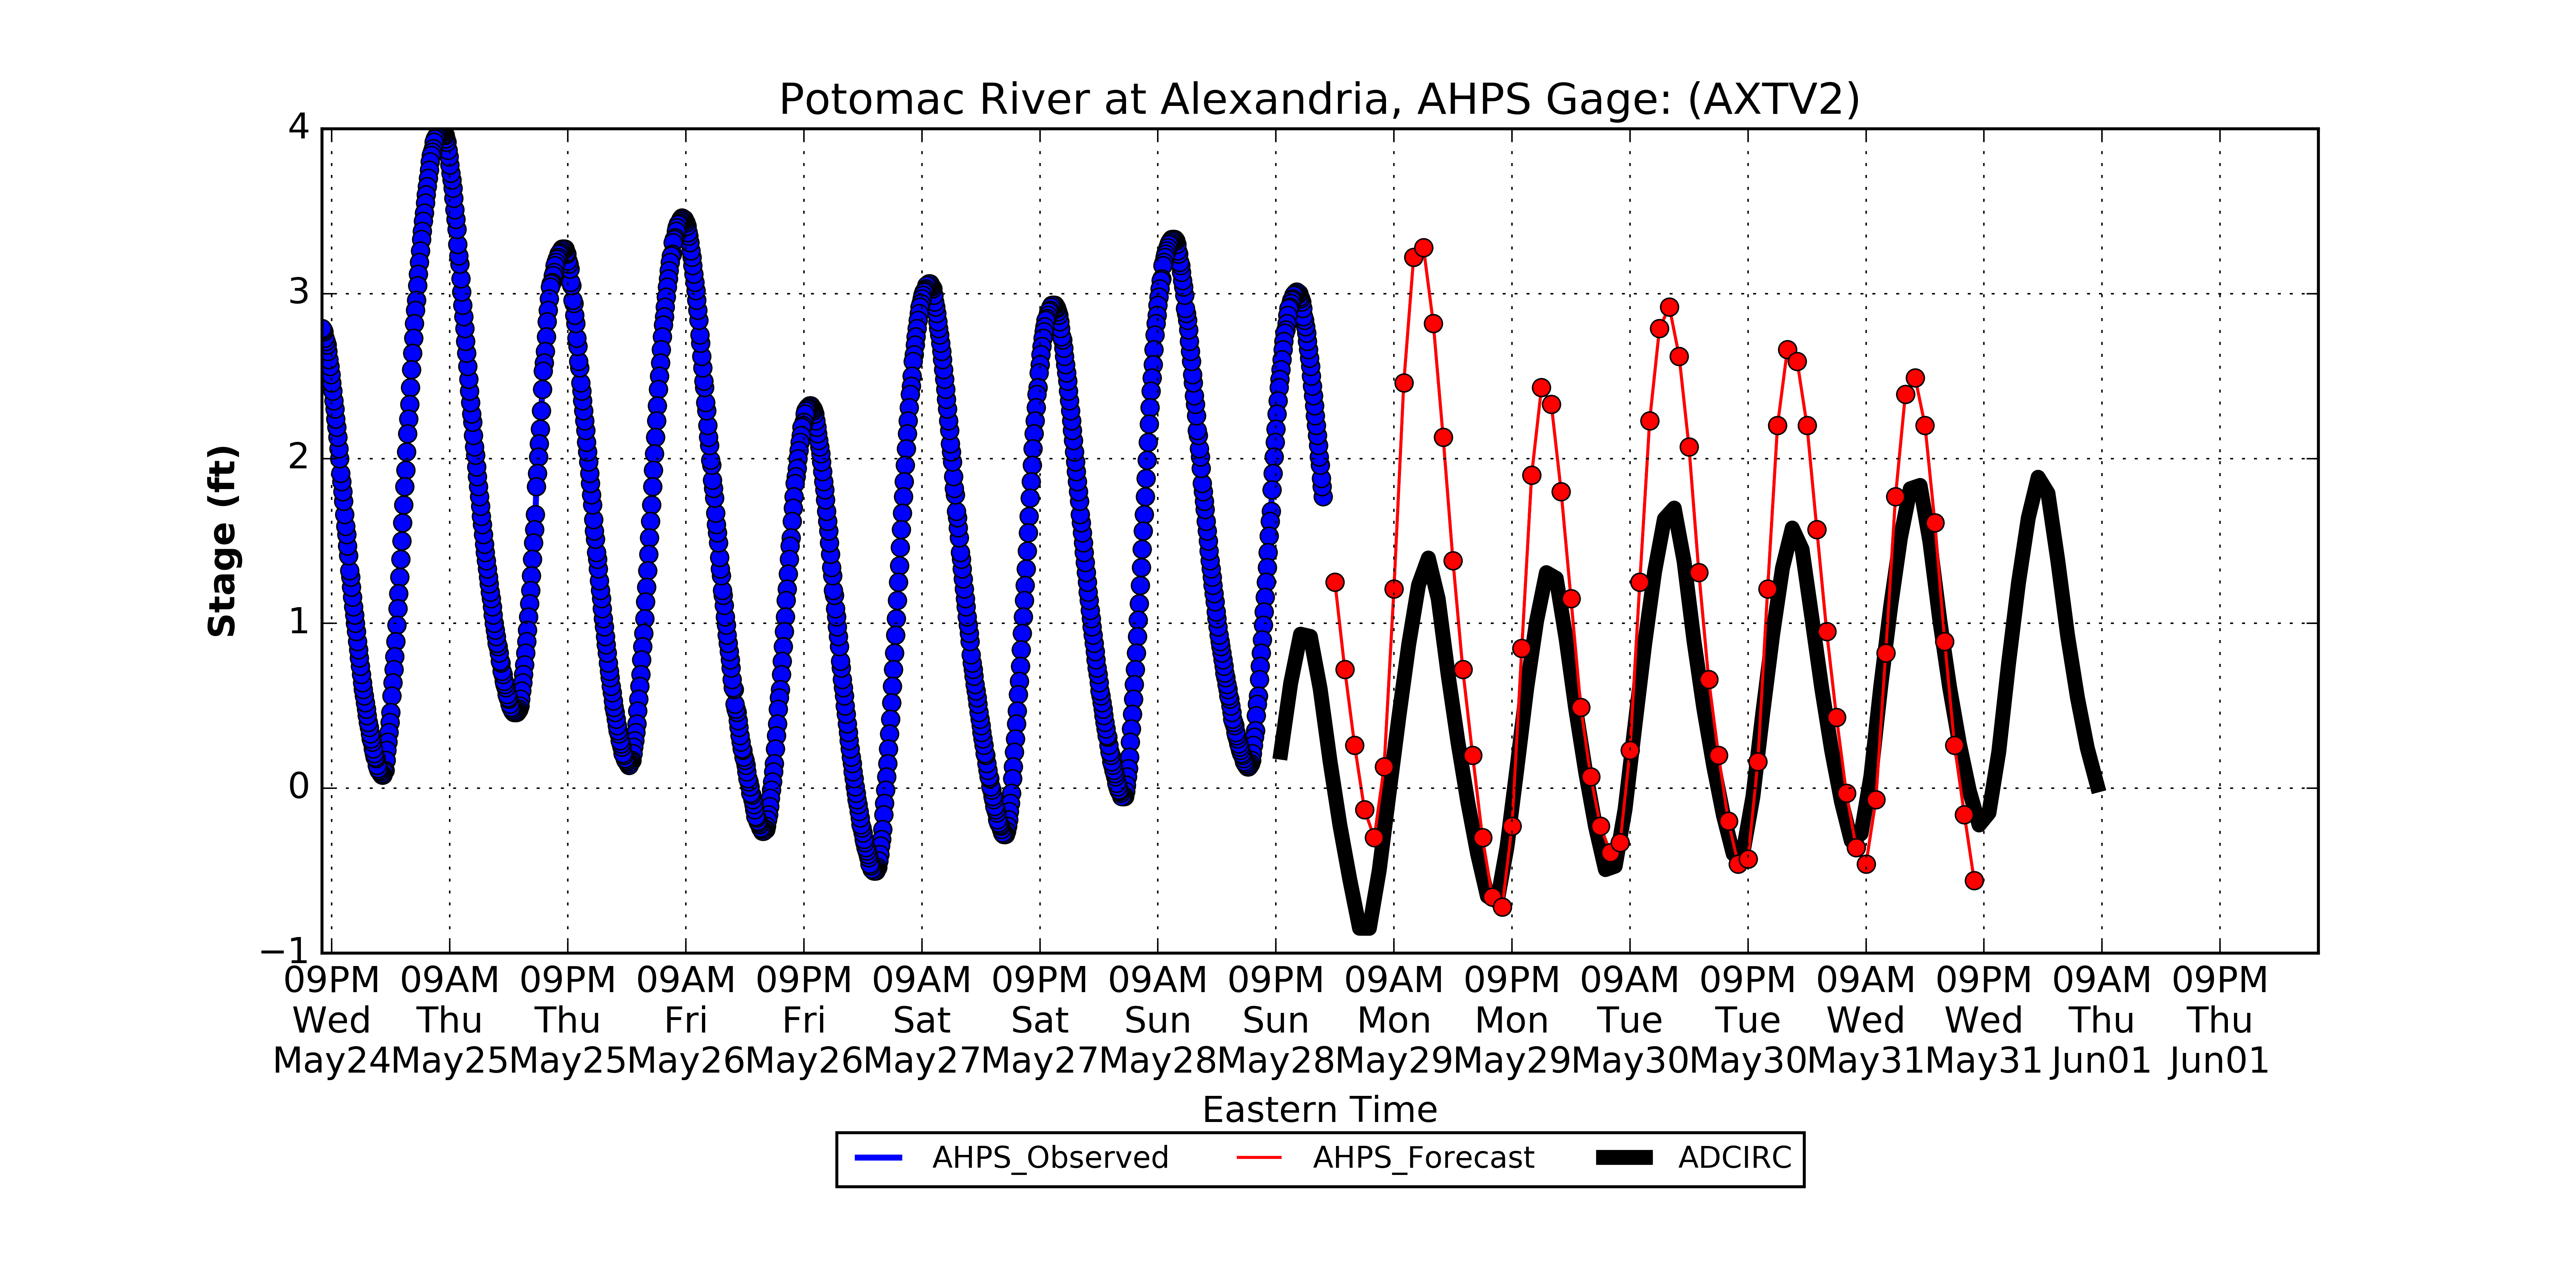 Potomac River at Alexandria, AHPS Gage: (AXTV2)
Stage (ft)
4
3
2
1
0
−1
09PM 09AM 09PM 09AM 09PM 09AM 09PM 09AM 09PM 09AM 09PM 09AM 09PM 09AM 09PM 09AM 09PM
Wed Thu Thu Fri Fri Sat Sat Sun Sun Mon Mon Tue Tue Wed Wed Thu Thu
May24 May25 May25 May26 May26 May27 May27 May28 May28 May29 May29 May30 May30 May31 May31 Jun01 Jun01
Eastern Time
AHPS_Observed AHPS_Forecast ADCIRC